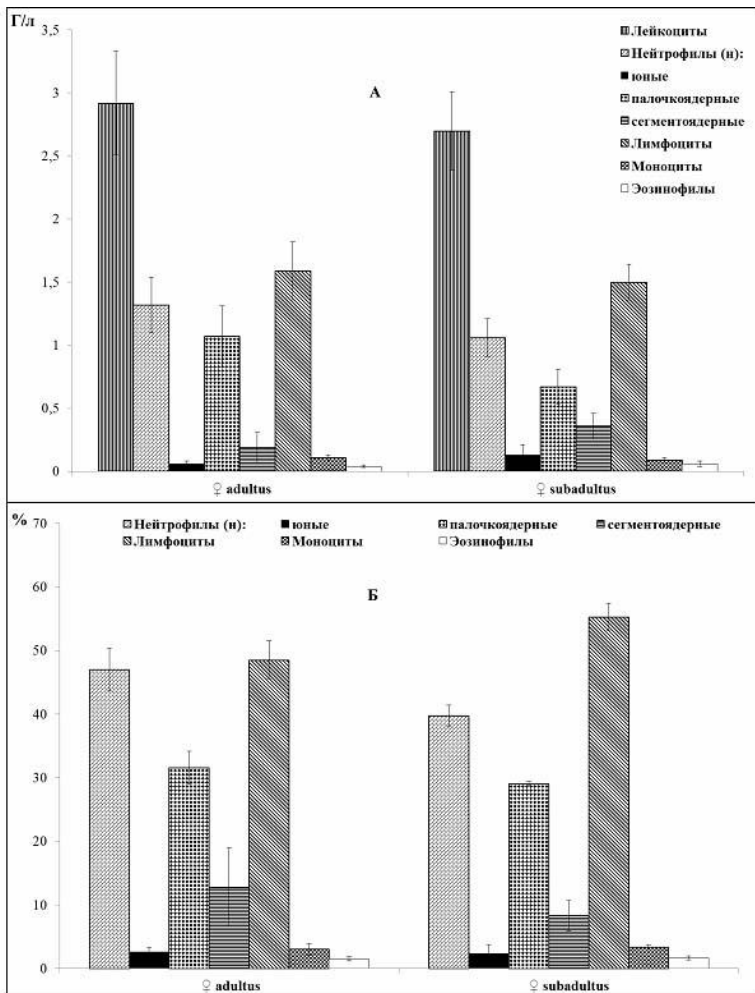 Г/л
3,5
3
2,5
2
1,5
1
0,5
0
А
Лейкоциты
Нейтрофилы (н):
юные
палочкоядерные
сегментоядерные
Лимфоциты
Моноциты
Эозинофилы
♀ adultus ♀ subadultus
%
70
60
50
40
30
20
10
0
Нейтрофилы (н): юные палочкоядерные сегментоядерные
Лимфоциты Моноциты Эозинофилы
Б
♀ adultus ♀ subadultus